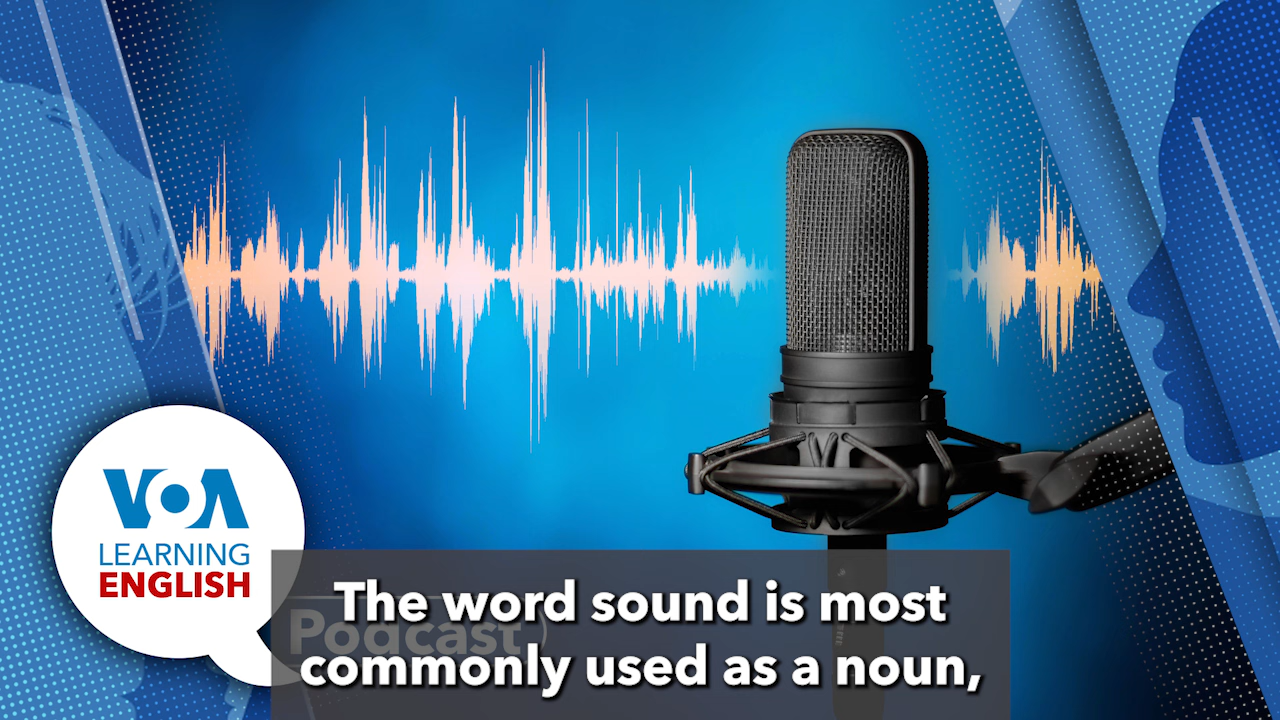 VOA
LEARNING
ENGLISH
Podcast
The word sound is most
commonly used as a noun,